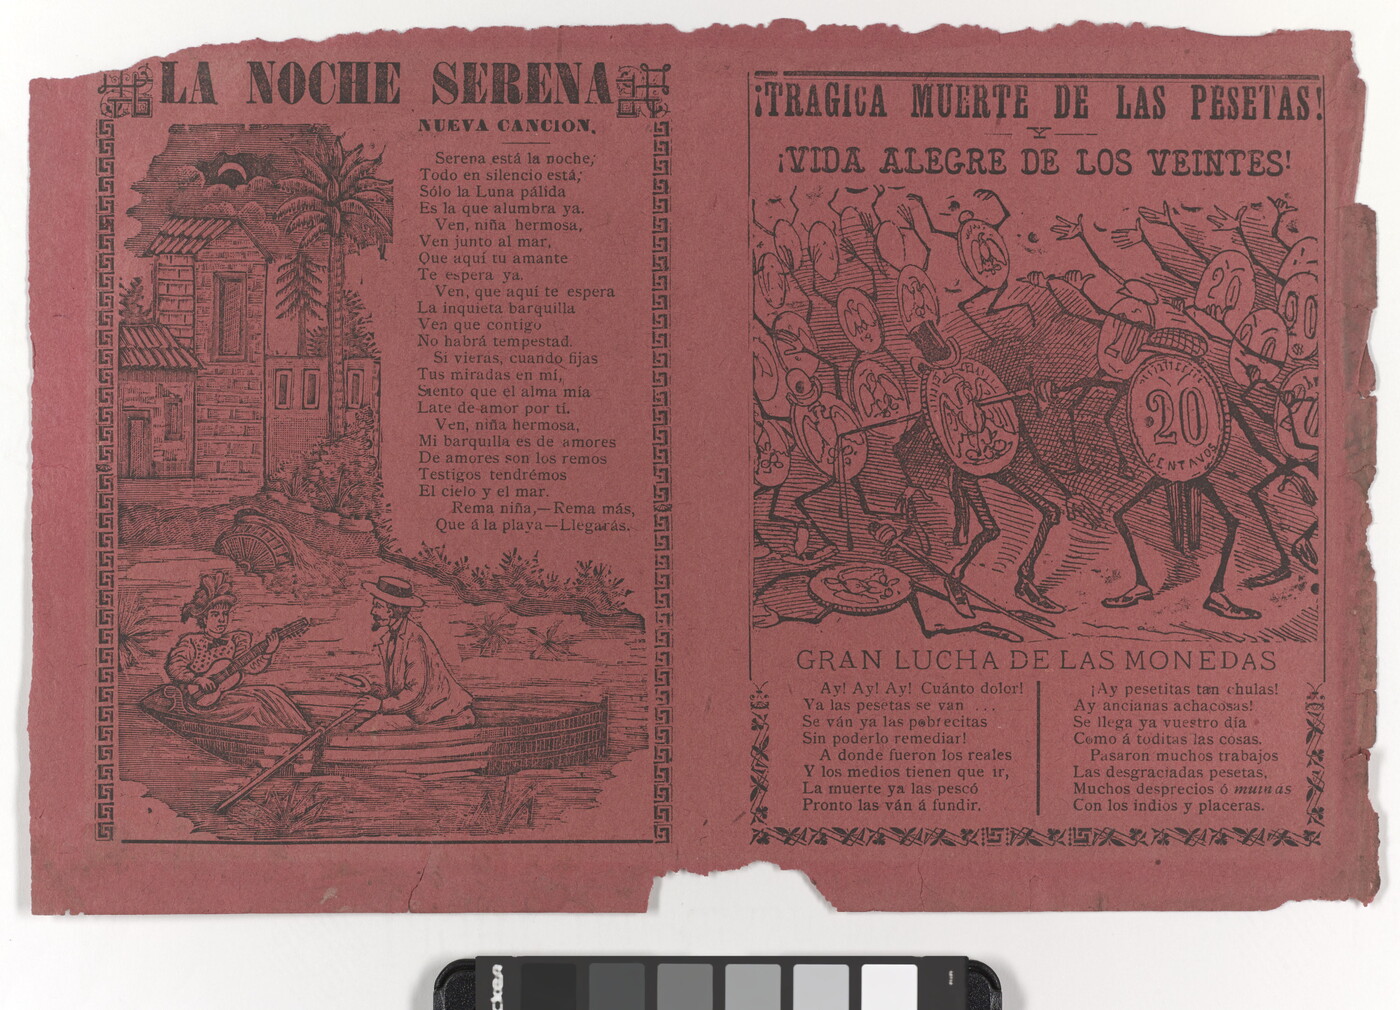 LA NOCHE SERENA
NUEVA CANCION.
Serena está la noche,
Todo en silencio está,
Sólo la Luna pálida
Es la que alumbra ya.
Ven, niña hermosa,
Ven junto al mar,
Que aquí tu amante
Te espera ya.
Ven, que aquí te espera
La inquieta barquilla
Ven que contigo
No habrá tempestad.
Si vieras, cuando fijas
Tus miradas en mí,
Siento que el alma mia
Late de amor por tí.
Ven, niña hermosa,
Mi barquilla es de amores
De amores son los remos
Testigos tendrémos
El cielo y el mar.
Rema niña,—Rema más,
Que á la playa—Llegarás.
¡TRAGICA MUERTE DE LAS PESETAS!
Y
¡VIDA ALEGRE DE LOS VEINTES!
20
20
20
20
CENTAVOS
GRAN LUCHA DE LAS MONEDAS
Ay! Ay! Ay! Cuánto dolor!
Ya las pesetas se van ...
Se ván ya las pobrecitas
Sin poderlo remediar!
A donde fueron los reales
Y los medios tienen que ir,
La muerte ya las pescó
Pronto las ván á fundir.
¡Ay pesetitas tan chulas!
Ay ancianas achacosas!
Se llega ya vuestro día
Como á toditas las cosas.
Pasaron muchos trabajos
Las desgraciadas pesetas,
Muchos desprecios ó muinas
Con los indios y placeras.